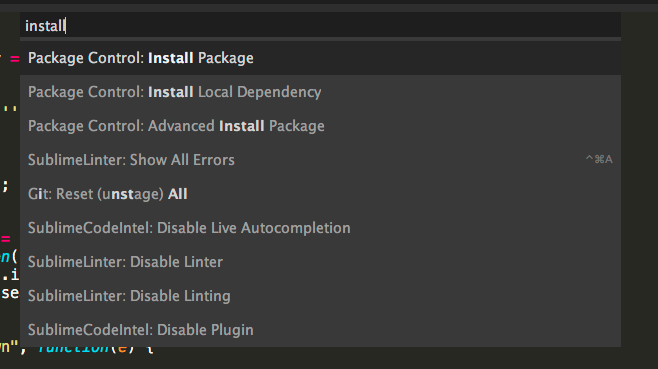 install
Package Control: Install Package
Package Control: Install Local Dependency
Package Control: Advanced Install Package
SublimeLinter: Show All Errors ^⌘A
Git: Reset (unstage) All
SublimeCodeIntel: Disable Live Autocompletion
SublimeLinter: Disable Linter
SublimeLinter: Disable Linting
SublimeCodeIntel: Disable Plugin
", function(e) {